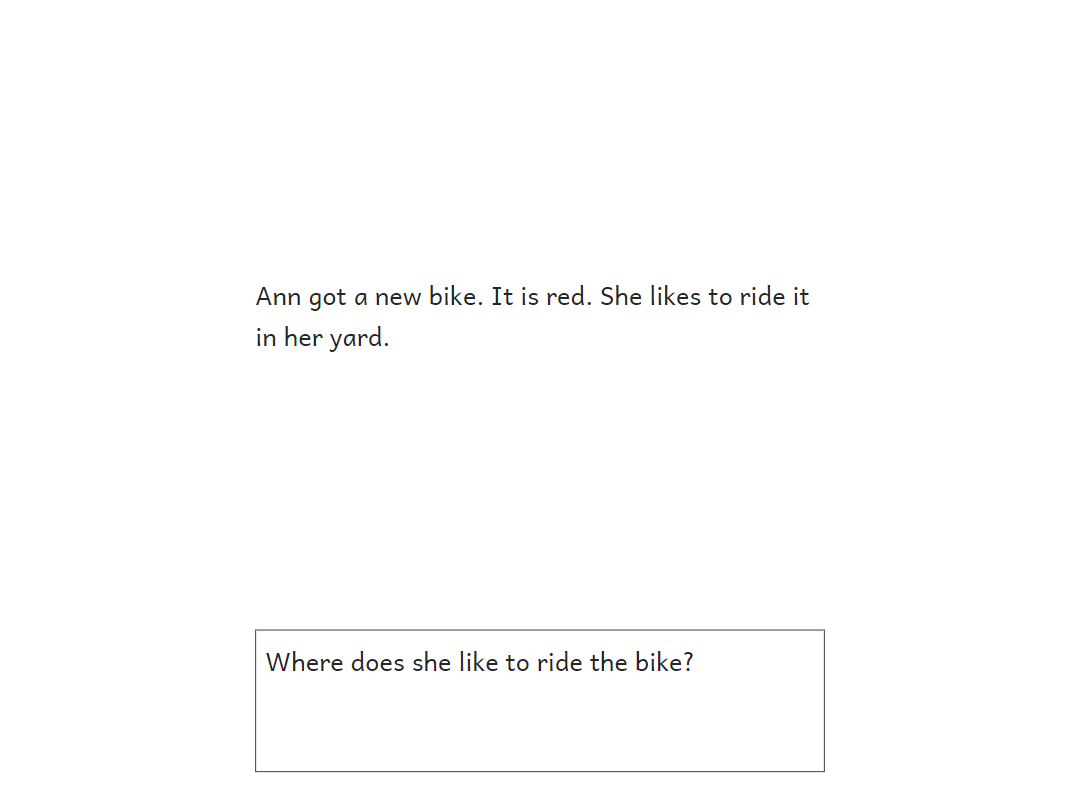 Ann got a new bike. It is red. She likes to ride it
in her yard.
Where does she like to ride the bike?